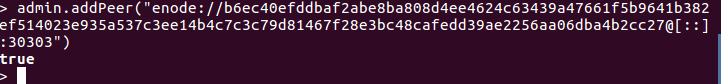 > admin.addPeer("enode://b6ec40efddbaf2abe8ba808d4ee4624c63439a47661f5b9641b382
ef514023e935a537c3ee14b4c7c3c79d81467f28e3bc48cafedd39ae2256aa06dba4b2cc27@[::]
:30303")
true
>